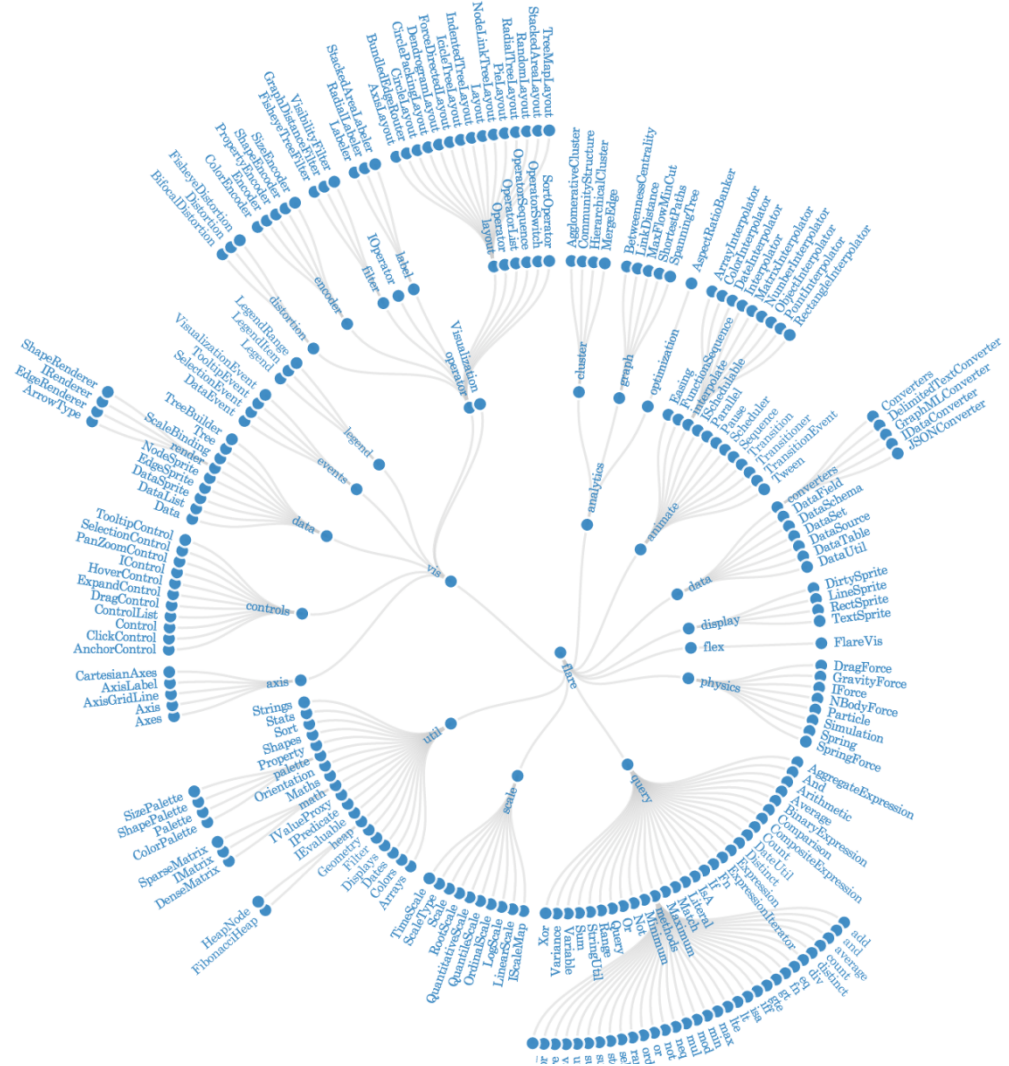 flare
analytics
cluster
AgglomerativeCluster
CommunityStructure
HierarchicalCluster
MergeEdge
graph
BetweennessCentrality
LinkDistance
MaxFlowMinCut
ShortestPaths
SpanningTree
optimization
AspectRatioBanker
animate
Easing
FunctionSequence
interpolate
ArrayInterpolator
ColorInterpolator
DateInterpolator
Interpolator
MatrixInterpolator
NumberInterpolator
ObjectInterpolator
PointInterpolator
RectangleInterpolator
ISchedulable
Parallel
Pause
Scheduler
Sequence
Transition
Transitioner
TransitionEvent
Tween
data
converters
Converters
DelimitedTextConverter
GraphMLConverter
IDataConverter
JSONConverter
DataField
DataSchema
DataSet
DataSource
DataTable
DataUtil
display
DirtySprite
LineSprite
RectSprite
TextSprite
flex
FlareVis
physics
DragForce
GravityForce
IForce
NBodyForce
Particle
Simulation
Spring
SpringForce
query
AggregateExpression
And
Arithmetic
Average
BinaryExpression
Comparison
CompositeExpression
Count
DateUtil
Distinct
Expression
ExpressionIterator
Fn
If
IsA
Literal
Match
Maximum
methods
add
and
average
count
distinct
div
eq
fn
gt
gte
iff
isa
lt
lte
max
min
mod
mul
neq
not
or
Minimum
Not
Or
Query
Range
StringUtil
Sum
Variable
Variance
Xor
scale
IScaleMap
LinearScale
LogScale
OrdinalScale
QuantileScale
QuantitativeScale
RootScale
Scale
ScaleType
TimeScale
util
Arrays
Colors
Dates
Displays
Filter
Geometry
heap
FibonacciHeap
HeapNode
IEvaluable
IPredicate
IValueProxy
math
DenseMatrix
IMatrix
SparseMatrix
Maths
Orientation
palette
ColorPalette
Palette
ShapePalette
SizePalette
Property
Shapes
Sort
Stats
Strings
vis
axis
Axes
Axis
AxisGridLine
AxisLabel
CartesianAxes
controls
AnchorControl
ClickControl
Control
ControlList
DragControl
ExpandControl
HoverControl
IControl
PanZoomControl
SelectionControl
TooltipControl
data
Data
DataList
DataSprite
EdgeSprite
NodeSprite
render
ArrowType
EdgeRenderer
IRenderer
ShapeRenderer
ScaleBinding
Tree
TreeBuilder
events
DataEvent
SelectionEvent
TooltipEvent
VisualizationEvent
legend
Legend
LegendItem
LegendRange
operator
distortion
BifocalDistortion
Distortion
FisheyeDistortion
encoder
ColorEncoder
Encoder
PropertyEncoder
ShapeEncoder
SizeEncoder
filter
FisheyeTreeFilter
GraphDistanceFilter
VisibilityFilter
IOperator
label
Labeler
RadialLabeler
StackedAreaLabeler
layout
AxisLayout
BundledEdgeRouter
CircleLayout
CirclePackingLayout
DendrogramLayout
ForceDirectedLayout
IcicleTreeLayout
IndentedTreeLayout
Layout
NodeLinkTreeLayout
PieLayout
RadialTreeLayout
RandomLayout
StackedAreaLayout
TreeMapLayout
Operator
OperatorList
OperatorSequence
OperatorSwitch
SortOperator
Visualization